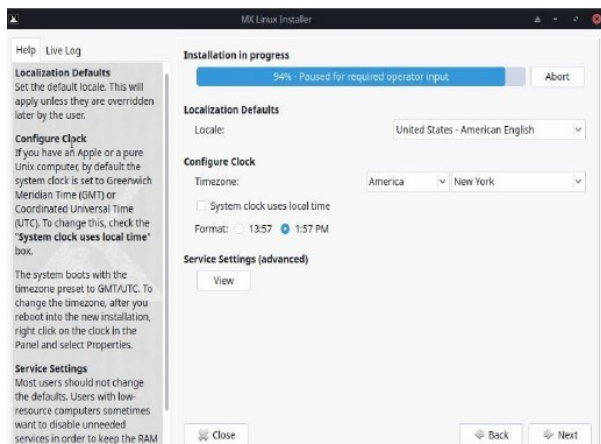 MX Linux Installer
Help
Live Log
Localization Defaults
Set the default locale. This will
apply unless they are overridden
later by the user.
Configure Clock
If you have an Apple or a pure
Unix computer, by default the
system clock is set to Greenwich
Meridian Time (GMT) or
Coordinated Universal Time
(UTC). To change this, check the
"System clock uses local time"
box.
The system boots with the
timezone preset to GMT/UTC. To
change the timezone, after you
reboot into the new installation,
right click on the clock in the
Panel and select Properties.
Service Settings
Most users should not change
the defaults. Users with low-
resource computers sometimes
want to disable unneeded
services in order to keep the RAM
Installation in progress
94% - Paused for required operator input
Abort
Localization Defaults
Locale: United States - American English
Configure Clock
Timezone: America New York
System clock uses local time
Format: 13:57 1:57 PM
Service Settings (advanced)
View
Close Back Next